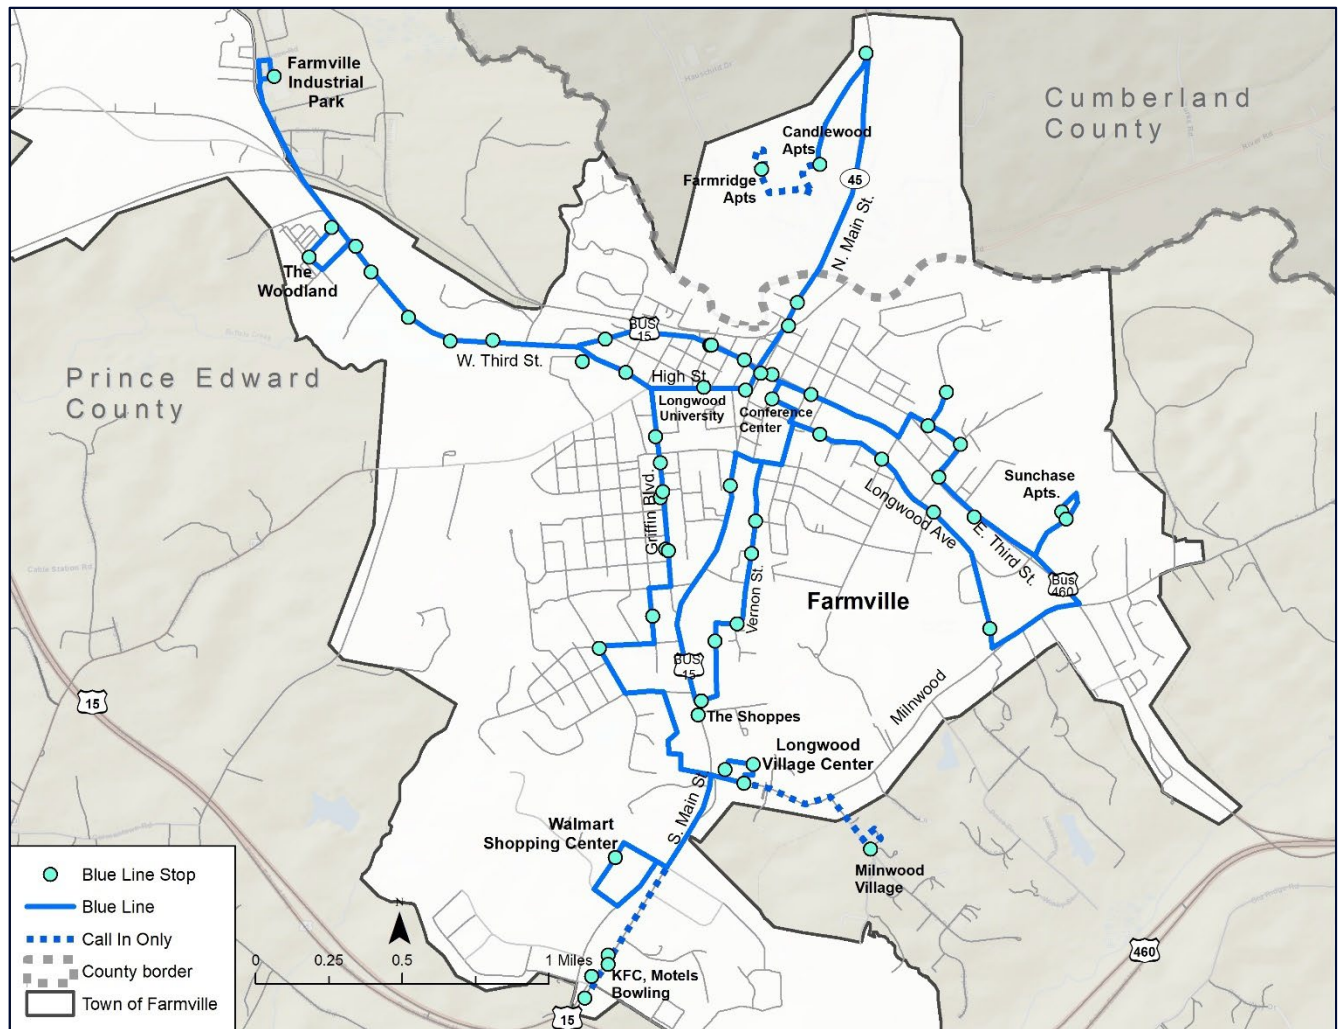 Farmville
Industrial
Park
Cumberland
County
Candlewood
Apts
Farmridge
Apts
45
N. Main St.
The
Woodland
BUS
15
W. Third St.
High St.
Prince Edward
County
Longwood
University
Conference
Center
Sunchase
Apts.
Griffin Blvd.
Longwood Ave
E. Third St.
Bus
460
Vernon St.
Farmville
BUS
15
15
Milnwood
The Shoppes
Longwood
Village Center
S. Main St
Walmart
Shopping Center
Milnwood
Village
Blue Line Stop
Blue Line
Call In Only
County border
Town of Farmville
0 0.25 0.5 1 Miles
KFC, Motels
Bowling
460
15